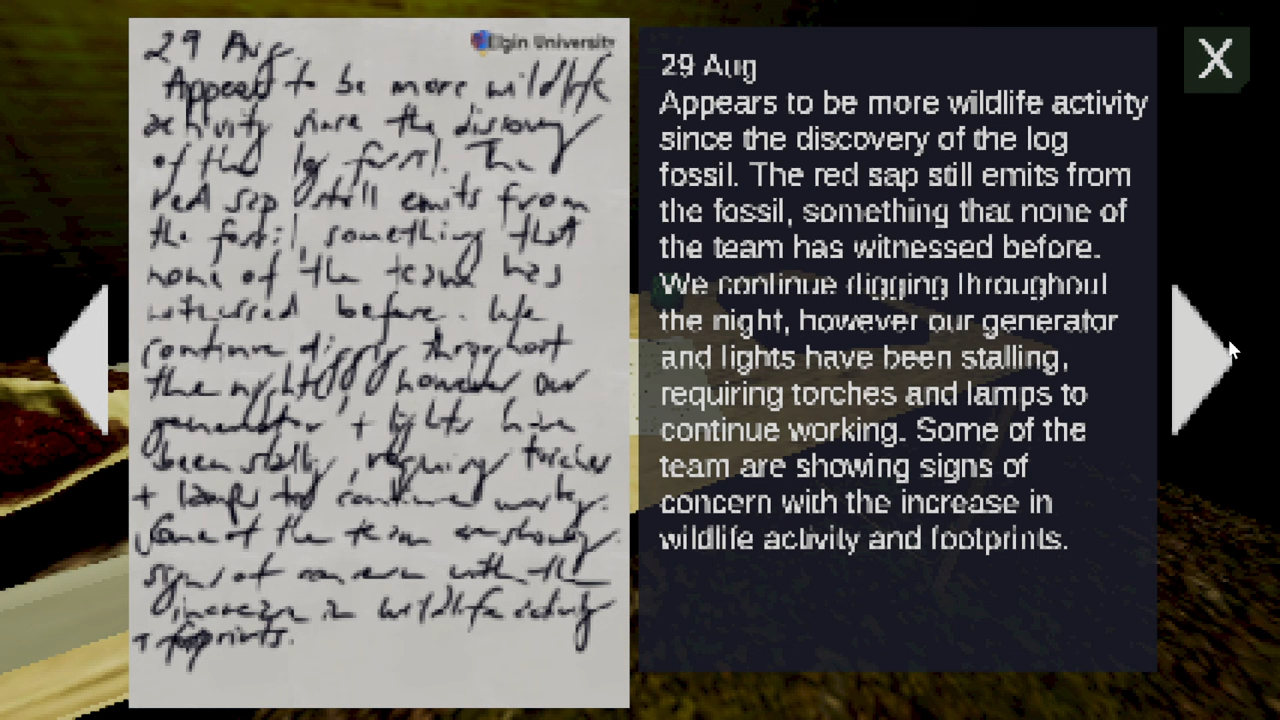 29 Aug.
Elgin University
Appears to be more wildlife
activity since the discovery
of the log fossil. The
red sap still emits from
the fossil, something that
none of the team has
witnessed before. We
continue digging throughout
the night, however our
generator + lights have
been stalling, requiring torches
+ lamps to continue working.
Some of the team are showing
signs of concern with the
increase in wildlife activity
+ footprints.
29 Aug
Appears to be more wildlife activity
since the discovery of the log
fossil. The red sap still emits from
the fossil, something that none of
the team has witnessed before.
We continue digging throughout
the night, however our generator
and lights have been stalling,
requiring torches and lamps to
continue working. Some of the
team are showing signs of
concern with the increase in
wildlife activity and footprints.
X